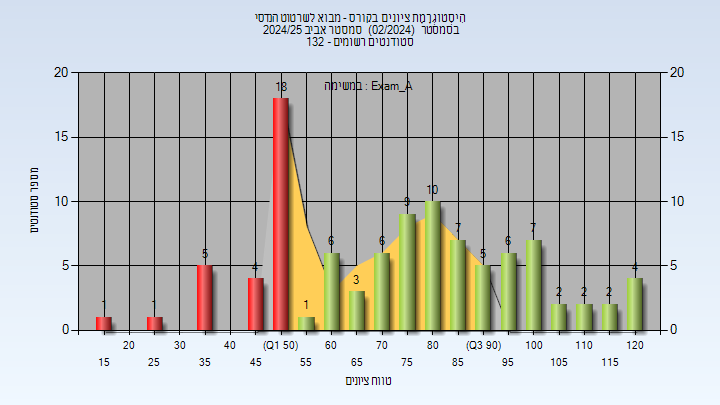 היסטוגרמת ציונים בקורס - מבוא לשרטוט הנדסי
בסמסטר (02/2024) סמסטר אביב 2024/25
132 - סטודנטים רשומים
במשימה : Exam_A
20 20
15 15
10 10
5 5
0 0
מספר סטודנטים
1 1 5 4 18 1 6 3 6 9 10 7 5 6 7 2 2 2 4
20 30 40 (Q1 50) 60 70 80 (Q3 90) 100 110 120
15 25 35 45 55 65 75 85 95 105 115
טווח ציונים